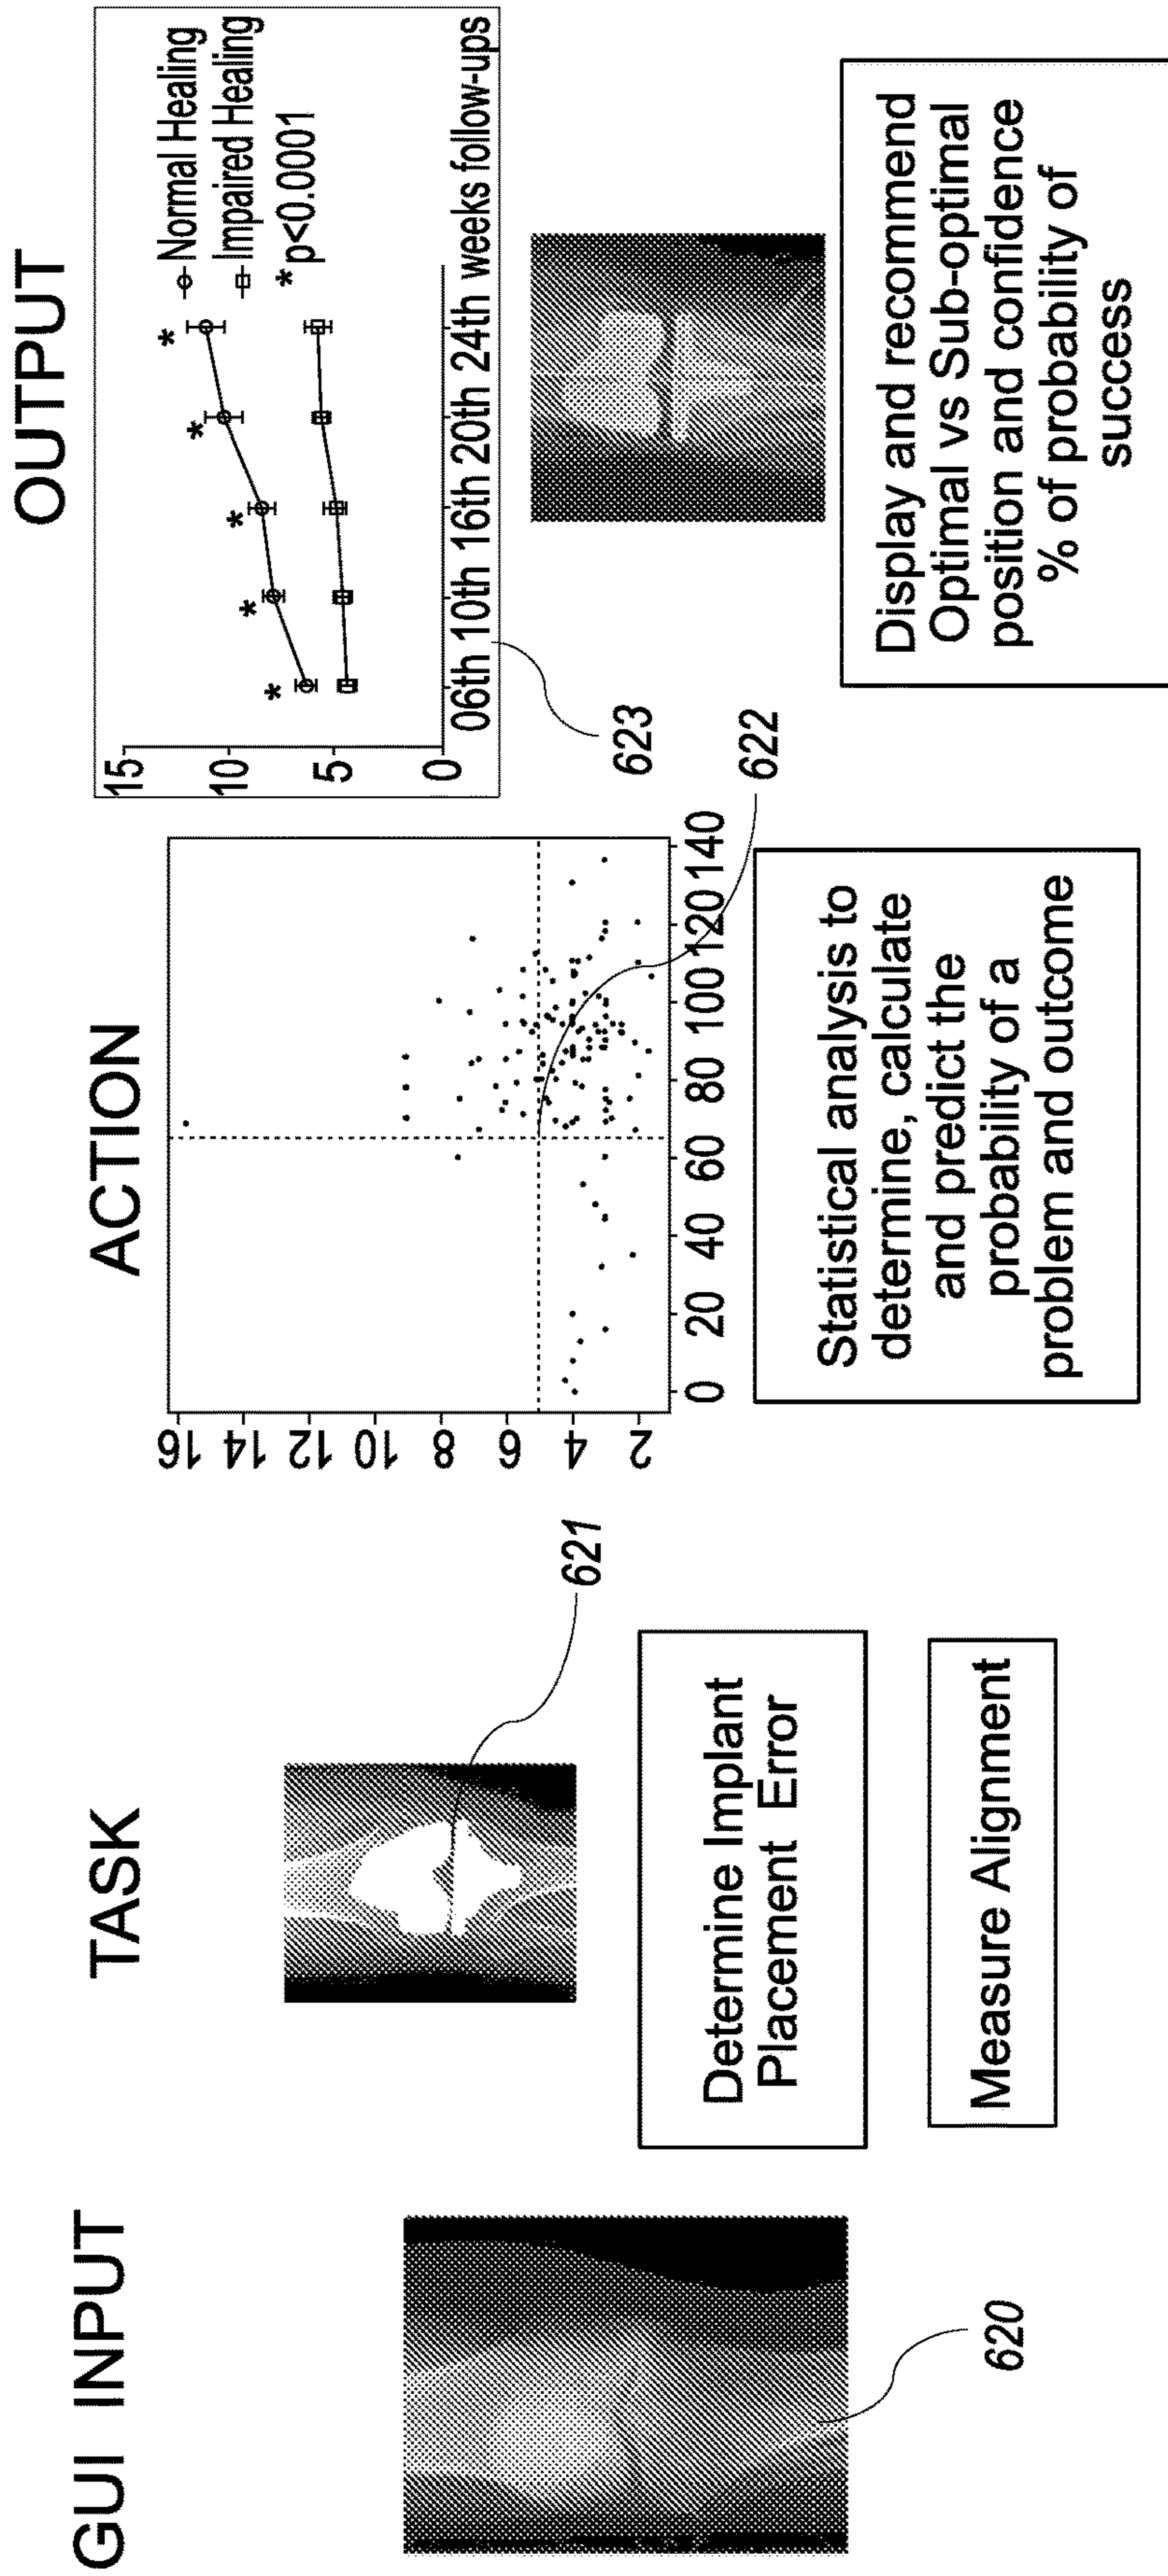 GUI INPUT
620
TASK
621
Determine Implant
Placement Error
Measure Alignment
ACTION
16
14
12
10
8
6
4
2
0 20 40 60 80 100 120 140
622
Statistical analysis to
determine, calculate
and predict the
probability of a
problem and outcome
OUTPUT
15
10
5
0
* * * * *
Normal Healing
Impaired Healing
* p<0.0001
06th 10th 16th 20th 24th weeks follow-ups
623
Display and recommend
Optimal vs Sub-optimal
position and confidence
% of probability of
success